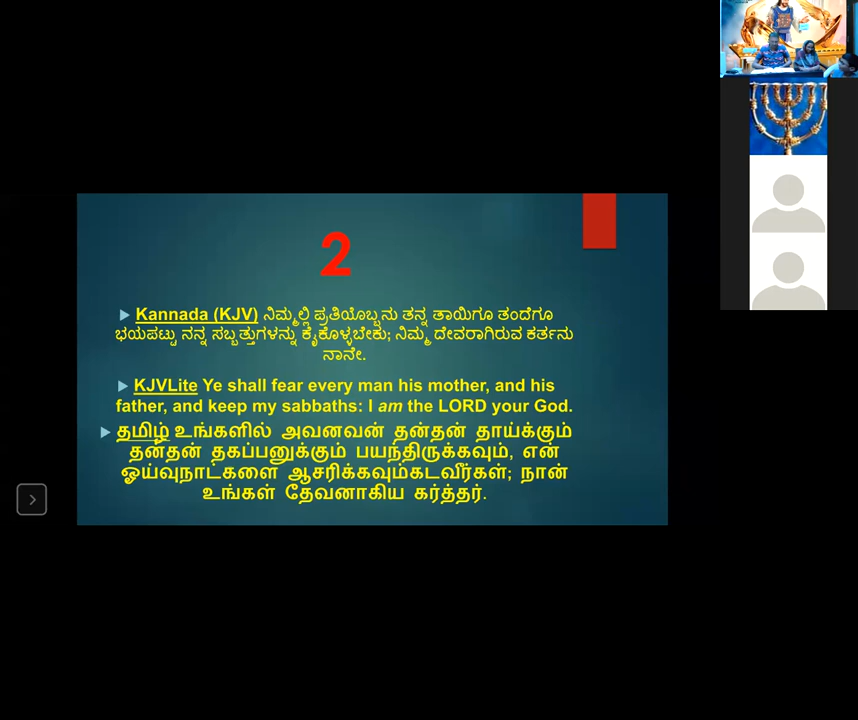 2
Kannada (KJV) ನಿಮ್ಮಲ್ಲಿ ಪ್ರತಿಯೊಬ್ಬನು ತನ್ನ ತಾಯಿಗೂ ತಂದೆಗೂ
ಭಯಪಟ್ಟು ನನ್ನ ಸಬ್ಬತ್ತುಗಳನ್ನು ಕೈಕೊಳ್ಳಬೇಕು; ನಿಮ್ಮ ದೇವರಾಗಿರುವ ಕರ್ತನು
ನಾನೇ.
KJVLite Ye shall fear every man his mother, and his
father, and keep my sabbaths: I am the LORD your God.
தமிழ் உங்களில் அவனவன் தன்தன் தாய்க்கும்
தன்தன் தகப்பனுக்கும் பயந்திருக்கவும், என்
ஓய்வுநாட்களை ஆசரிக்கவும்கடவீர்கள்; நான்
உங்கள் தேவனாகிய கர்த்தர்.